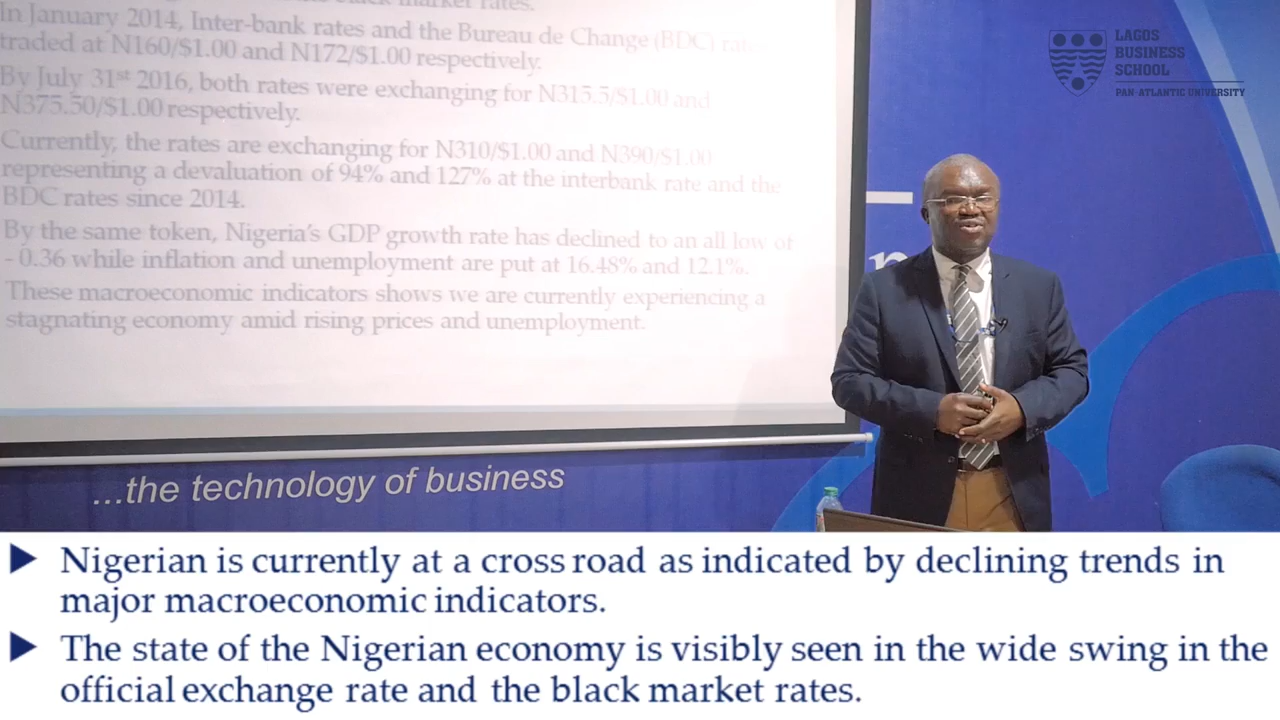 black market rates.
In January 2014, Inter-bank rates and the Bureau de Change (BDC) rates
traded at N160/$1.00 and N172/$1.00 respectively.
By July 31st 2016, both rates were exchanging for N315.5/$1.00 and
N375.50/$1.00 respectively.
Currently, the rates are exchanging for N310/$1.00 and N390/$1.00
representing a devaluation of 94% and 127% at the interbank rate and the
BDC rates since 2014.
By the same token, Nigeria's GDP growth rate has declined to an all low of
- 0.36 while inflation and unemployment are put at 16.48% and 12.1%.
These macroeconomic indicators shows we are currently experiencing a
stagnating economy amid rising prices and unemployment.
...the technology of business
LAGOS
BUSINESS
SCHOOL
PAN-ATLANTIC UNIVERSITY
▶ Nigerian is currently at a cross road as indicated by declining trends in
major macroeconomic indicators.
▶ The state of the Nigerian economy is visibly seen in the wide swing in the
official exchange rate and the black market rates.